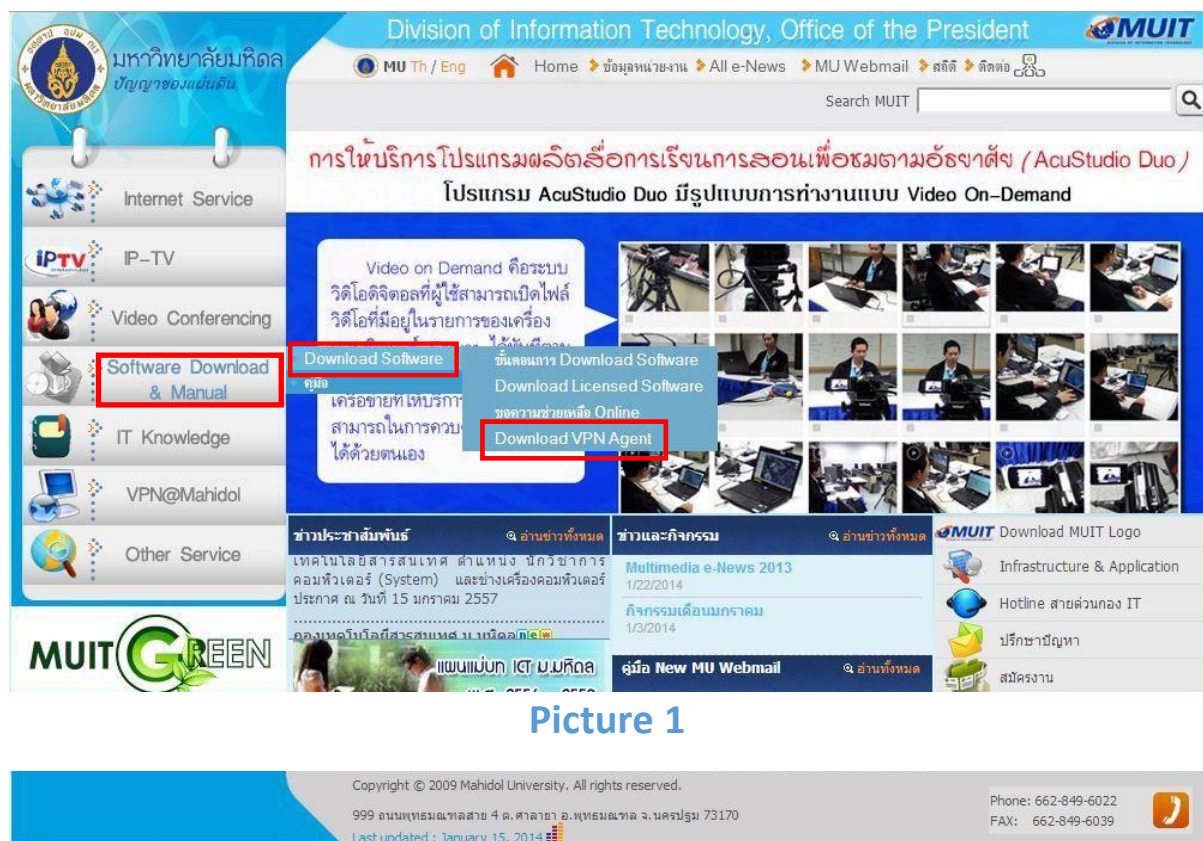 Division of Information Technology, Office of the President
MUIT
มหาวิทยาลัยมหิดล
ปัญญาของแผ่นดิน
MU Th / Eng Home ข้อมูลหน่วยงาน All e-News MU Webmail สถิติ ติดต่อ
Search MUIT
การให้บริการโปรแกรมผลิตสื่อการเรียนการสอนเพื่อชมตามอัธยาศัย (AcuStudio Duo)
โปรแกรม AcuStudio Duo มีรูปแบบการทำงานแบบ Video On-Demand
Internet Service
iPTV
IP-TV
Video Conferencing
Software Download
& Manual
IT Knowledge
VPN@Mahidol
Other Service
Video on Demand คือระบบ
วิดีโอดิจิตอลที่ผู้ใช้สามารถเปิดไฟล์
วิดีโอที่มีอยู่ในรายการของเครื่อง
เครือข่ายที่ให้บริการ
สามารถในการควบ
ได้ด้วยตนเอง
Download Software
คู่มือ
ขั้นตอนการ Download Software
Download Licensed Software
ขอความช่วยเหลือ Online
Download VPN Agent
ข่าวประชาสัมพันธ์ อ่านข่าวทั้งหมด
เทคโนโลยีสารสนเทศ ตำแหน่ง นักวิชาการ
คอมพิวเตอร์ (System) และช่างเครื่องคอมพิวเตอร์
ประกาศ ณ วันที่ 15 มกราคม 2557
กองเทคโนโลยีสารสนเทศ ม.มหิดล new
แผนแม่บท ICT ม.มหิดล
ข่าวและกิจกรรม อ่านข่าวทั้งหมด
Multimedia e-News 2013
1/22/2014
กิจกรรมเดือนมกราคม
1/3/2014
คู่มือ New MU Webmail อ่านทั้งหมด
MUIT Download MUIT Logo
Infrastructure & Application
Hotline สายด่วนกอง IT
ปรึกษาปัญหา
สมัครงาน
MUIT GREEN
Picture 1
Copyright © 2009 Mahidol University. All rights reserved.
999 ถนนพุทธมณฑลสาย 4 ต.ศาลายา อ.พุทธมณฑล จ.นครปฐม 73170
Last updated : January 15, 2014
Phone: 662-849-6022
FAX: 662-849-6039